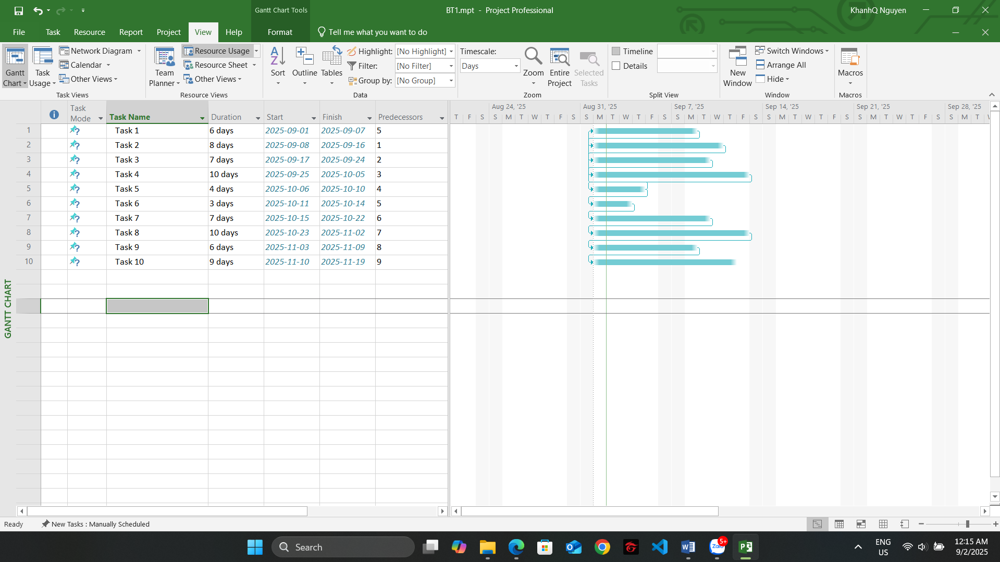 Gantt Chart Tools
BT1.mpt - Project Professional
KhanhQ Nguyen
File Task Resource Report Project View Help Format Tell me what you want to do
Gantt Chart
Task Usage
Network Diagram
Calendar
Other Views
Task Views
Team Planner
Resource Usage
Resource Sheet
Other Views
Resource Views
Sort
Outline
Tables
Highlight: [No Highlight]
Filter: [No Filter]
Group by: [No Group]
Data
Timescale:
Days
Zoom
Entire Project
Selected Tasks
Zoom
Timeline
Details
Split View
New Window
Switch Windows
Arrange All
Hide
Window
Macros
Macros
GANTT CHART
Task Mode Task Name Duration Start Finish Predecessors
1 Task 1 6 days 2025-09-01 2025-09-07 5
2 Task 2 8 days 2025-09-08 2025-09-16 1
3 Task 3 7 days 2025-09-17 2025-09-24 2
4 Task 4 10 days 2025-09-25 2025-10-05 3
5 Task 5 4 days 2025-10-06 2025-10-10 4
6 Task 6 3 days 2025-10-11 2025-10-14 5
7 Task 7 7 days 2025-10-15 2025-10-22 6
8 Task 8 10 days 2025-10-23 2025-11-02 7
9 Task 9 6 days 2025-11-03 2025-11-09 8
10 Task 10 9 days 2025-11-10 2025-11-19 9
Aug 24, '25 Aug 31, '25 Sep 7, '25 Sep 14, '25 Sep 21, '25 Sep 28, '25
T F S S M T W T F S S M T W T F S S M T W T F S S M T W T F S S M T W T F S S M T W
Ready New Tasks : Manually Scheduled
Search
Zalo 5+
ENG
US
12:15 AM
9/2/2025